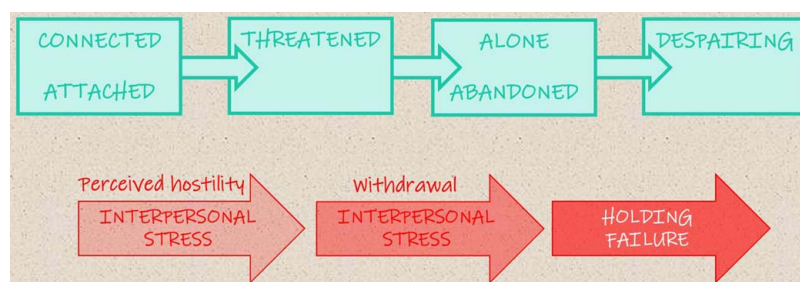 CONNECTED
ATTACHED
THREATENED
ALONE
ABANDONED
DESPAIRING
Perceived hostility
INTERPERSONAL
STRESS
Withdrawal
INTERPERSONAL
STRESS
HOLDING
FAILURE